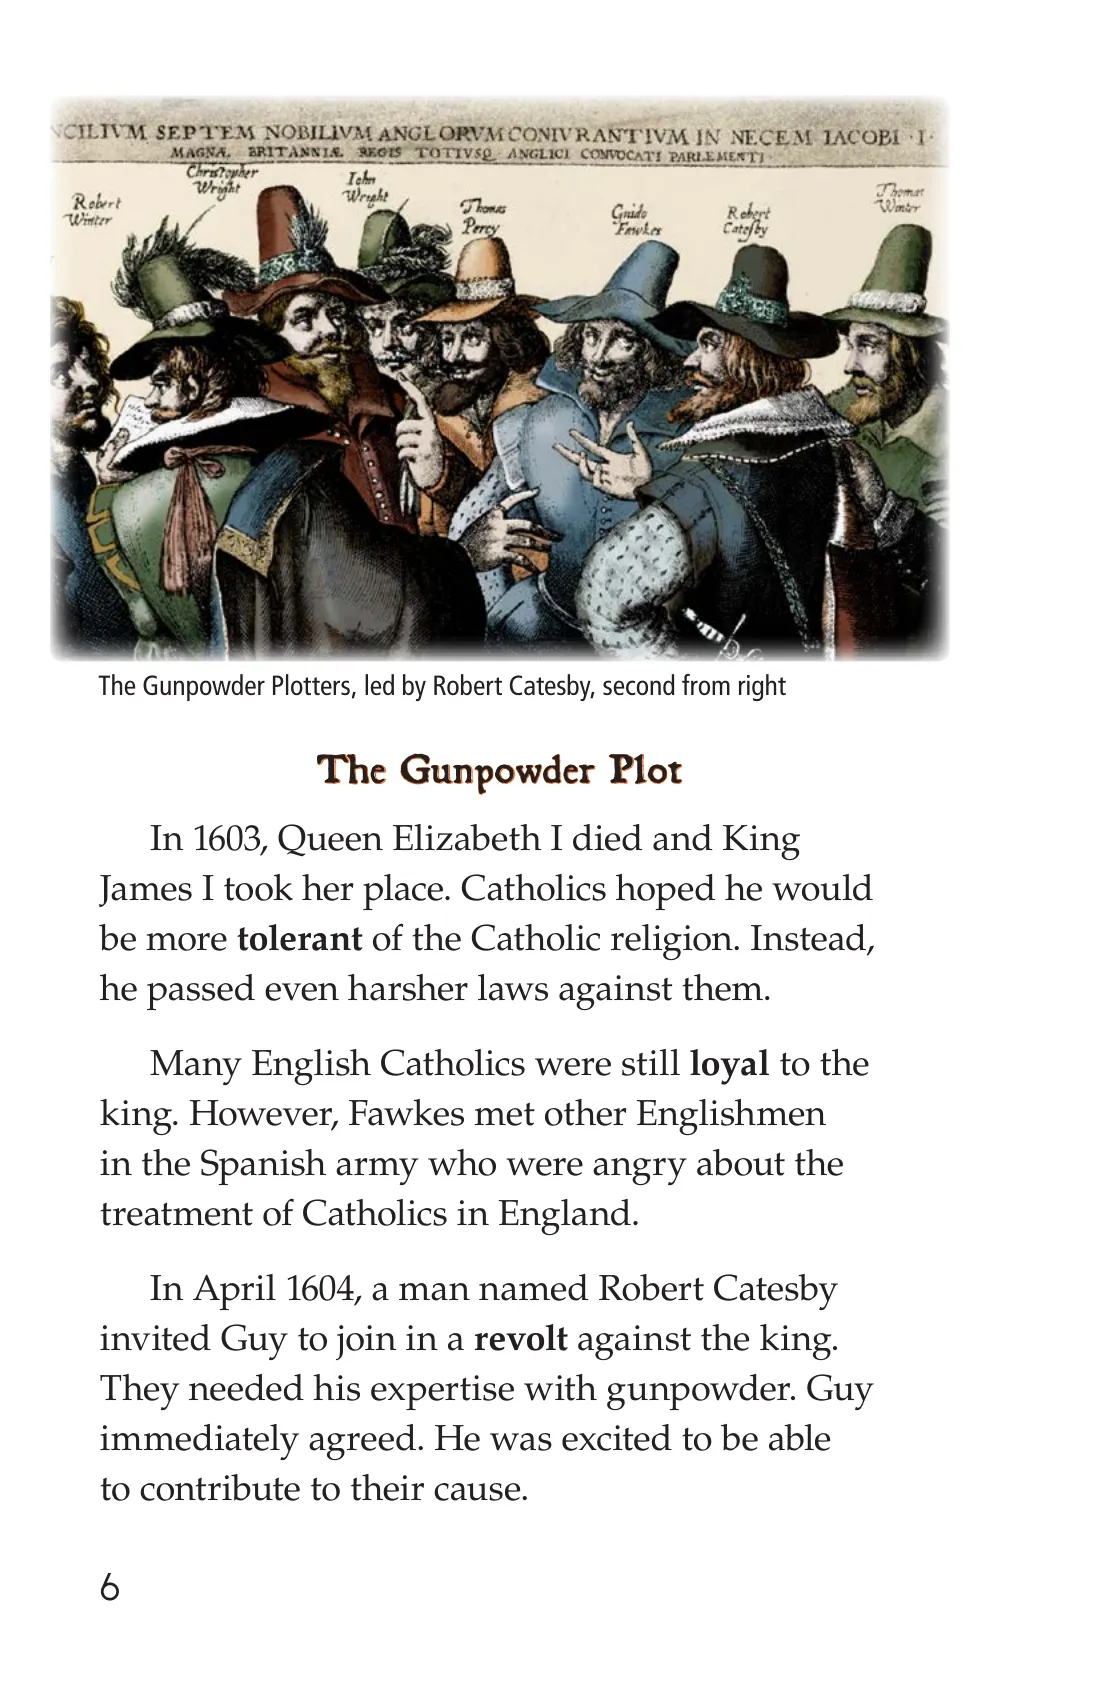 CILIVM SEPTEM NOBILIVM ANGLORVM CONIVRANTIVM IN NECEM IACOBI · I ·
MAGNÆ. BRITANNIÆ. REGIS TOTIVSQ. ANGLICI CONVOCATI PARLEMENTI ·
Christopher
Wright
Iohn
Wright
Robert
Winter
Thomas
Percy
Guido
Fawkes
Robert
Catesby
Thomas
Winter
The Gunpowder Plotters, led by Robert Catesby, second from right
The Gunpowder Plot
In 1603, Queen Elizabeth I died and King
James I took her place. Catholics hoped he would
be more tolerant of the Catholic religion. Instead,
he passed even harsher laws against them.
Many English Catholics were still loyal to the
king. However, Fawkes met other Englishmen
in the Spanish army who were angry about the
treatment of Catholics in England.
In April 1604, a man named Robert Catesby
invited Guy to join in a revolt against the king.
They needed his expertise with gunpowder. Guy
immediately agreed. He was excited to be able
to contribute to their cause.
6